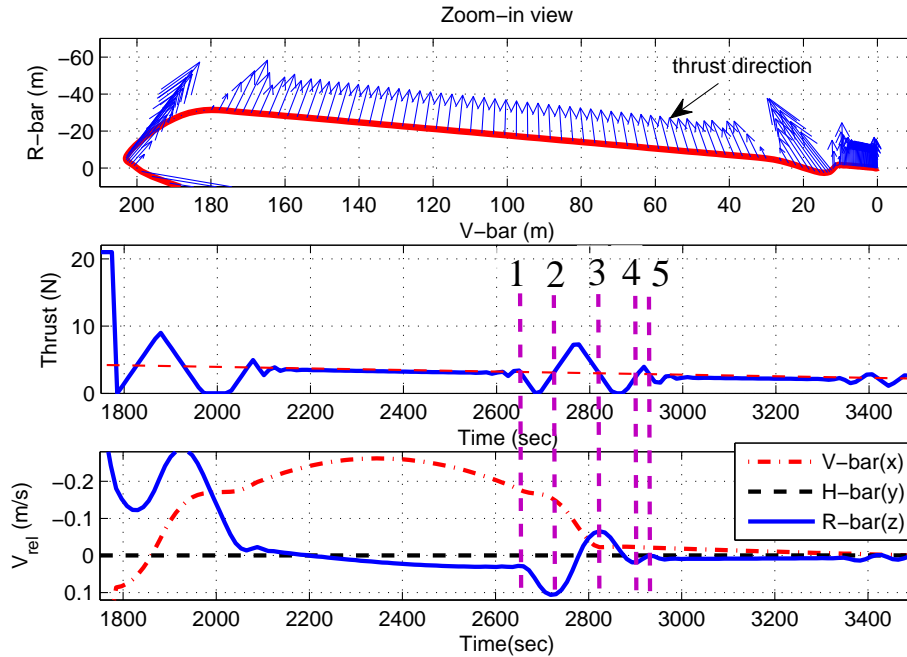 Zoom-in view
R-bar (m)
-60
-40
-20
0
thrust direction
200 180 160 140 120 100 80 60 40 20 0
V-bar (m)
Thrust (N)
20
10
0
1 2 3 4 5
1800 2000 2200 2400 2600 2800 3000 3200 3400
Time (sec)
V_rel (m/s)
-0.2
-0.1
0
0.1
V-bar(x)
H-bar(y)
R-bar(z)
1800 2000 2200 2400 2600 2800 3000 3200 3400
Time(sec)